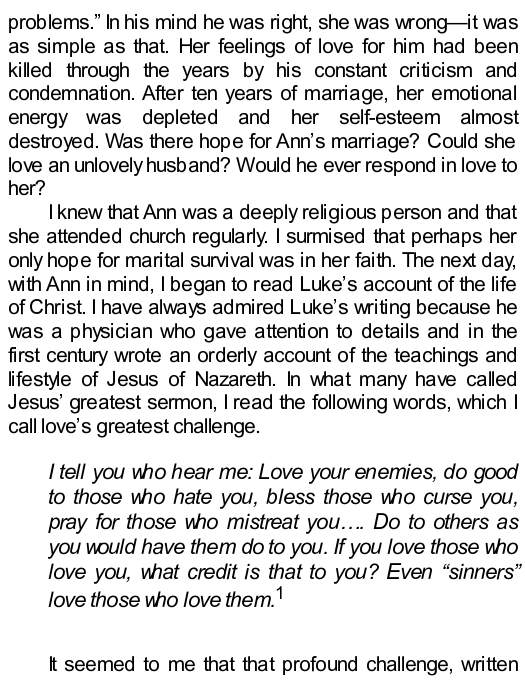 problems.” In his mind he was right, she was wrong—it was
as simple as that. Her feelings of love for him had been
killed through the years by his constant criticism and
condemnation. After ten years of marriage, her emotional
energy was depleted and her self-esteem almost
destroyed. Was there hope for Ann’s marriage? Could she
love an unlovely husband? Would he ever respond in love to
her?
I knew that Ann was a deeply religious person and that
she attended church regularly. I surmised that perhaps her
only hope for marital survival was in her faith. The next day,
with Ann in mind, I began to read Luke’s account of the life
of Christ. I have always admired Luke’s writing because he
was a physician who gave attention to details and in the
first century wrote an orderly account of the teachings and
lifestyle of Jesus of Nazareth. In what many have called
Jesus’ greatest sermon, I read the following words, which I
call love’s greatest challenge.
I tell you who hear me: Love your enemies, do good
to those who hate you, bless those who curse you,
pray for those who mistreat you…. Do to others as
you would have them do to you. If you love those who
love you, what credit is that to you? Even “sinners”
love those who love them.1
It seemed to me that that profound challenge, written